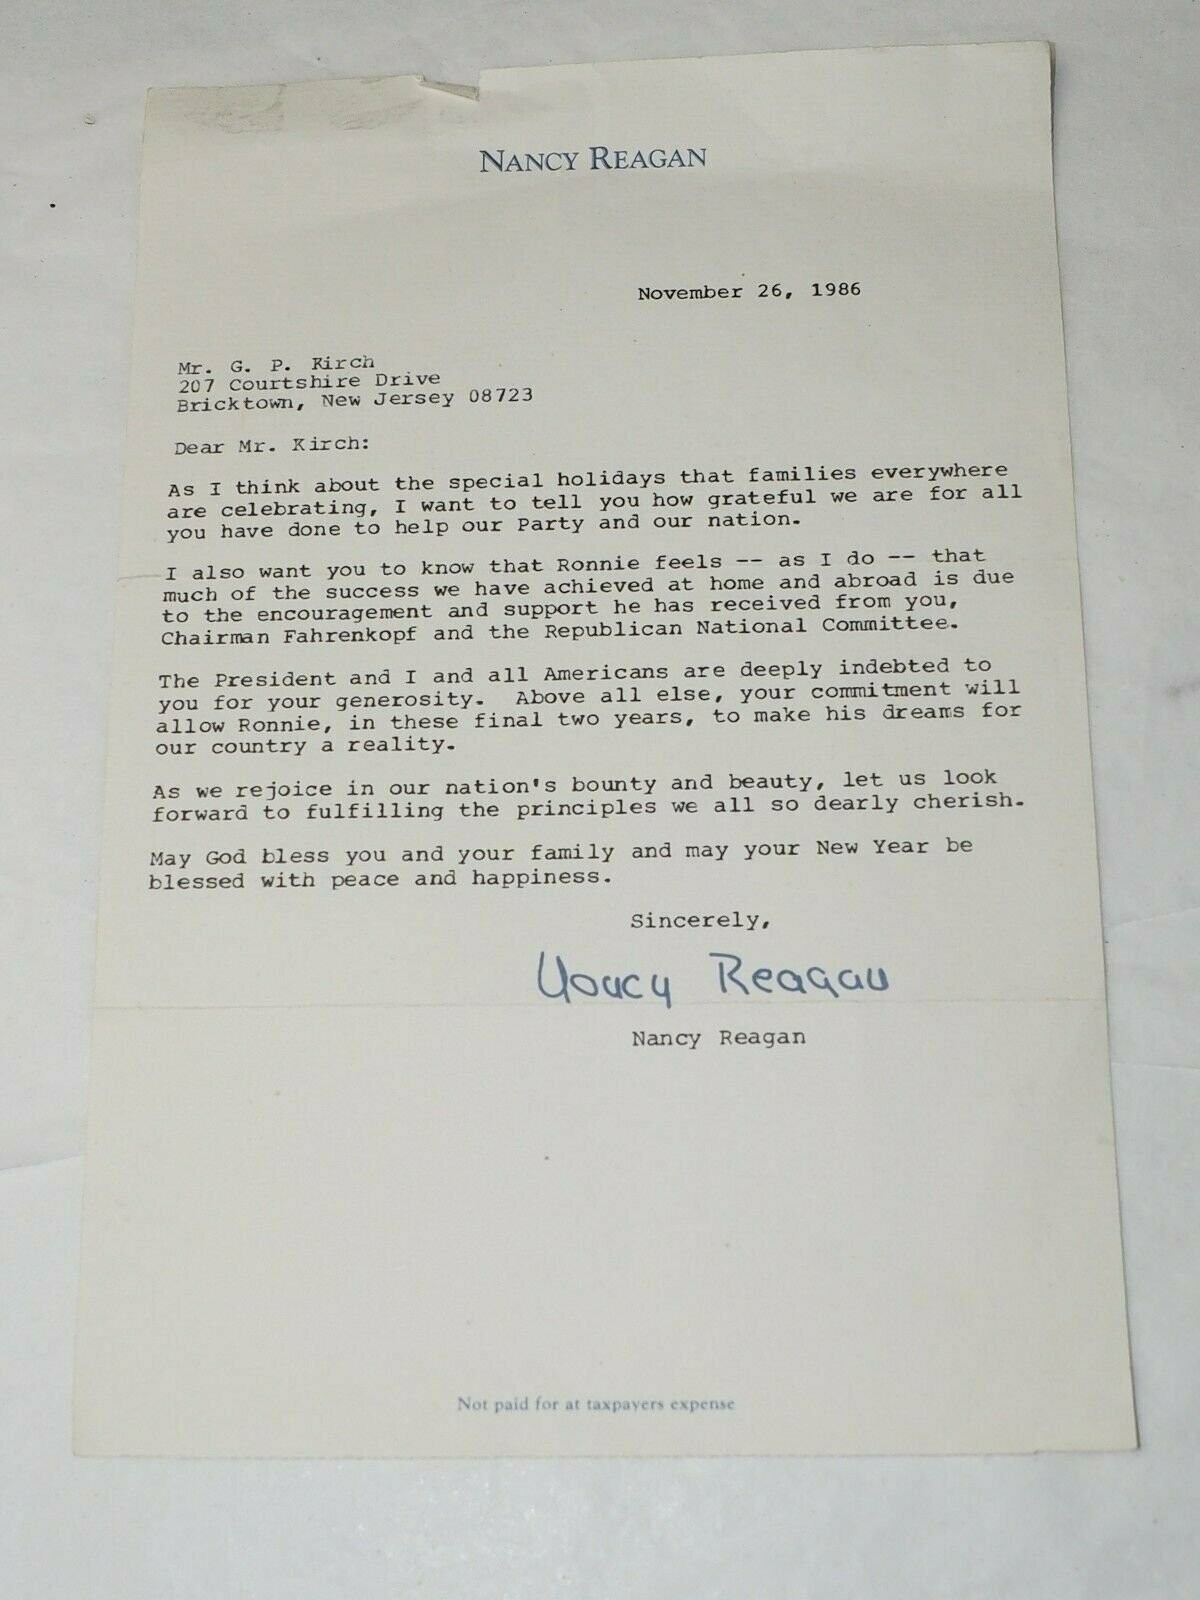 NANCY REAGAN
November 26, 1986
Mr. G. P. Kirch
207 Courtshire Drive
Bricktown, New Jersey 08723
Dear Mr. Kirch:
As I think about the special holidays that families everywhere
are celebrating, I want to tell you how grateful we are for all
you have done to help our Party and our nation.
I also want you to know that Ronnie feels -- as I do -- that
much of the success we have achieved at home and abroad is due
to the encouragement and support he has received from you,
Chairman Fahrenkopf and the Republican National Committee.
The President and I and all Americans are deeply indebted to
you for your generosity. Above all else, your commitment will
allow Ronnie, in these final two years, to make his dreams for
our country a reality.
As we rejoice in our nation's bounty and beauty, let us look
forward to fulfilling the principles we all so dearly cherish.
May God bless you and your family and may your New Year be
blessed with peace and happiness.
Sincerely,
Nancy Reagan
Nancy Reagan
Not paid for at taxpayers expense